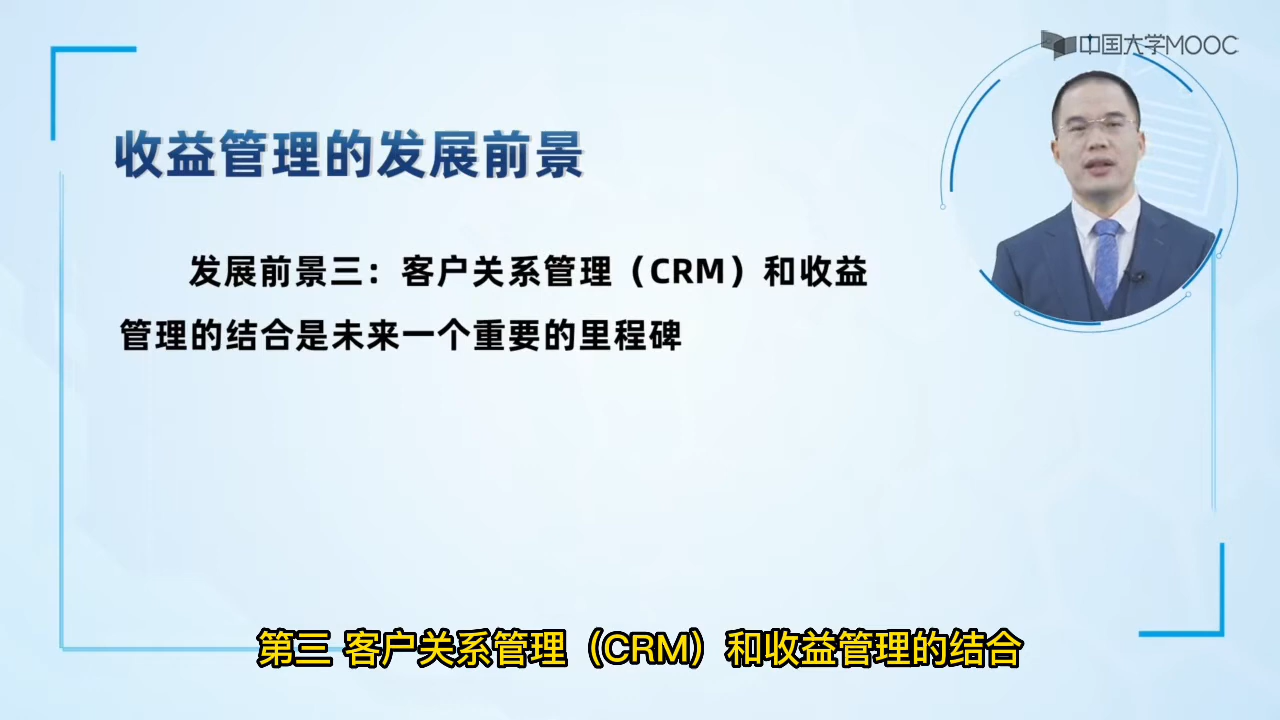 中国大学MOOC
收益管理的发展前景
发展前景三：客户关系管理（CRM）和收益
管理的结合是未来一个重要的里程碑
第三 客户关系管理（CRM）和收益管理的结合